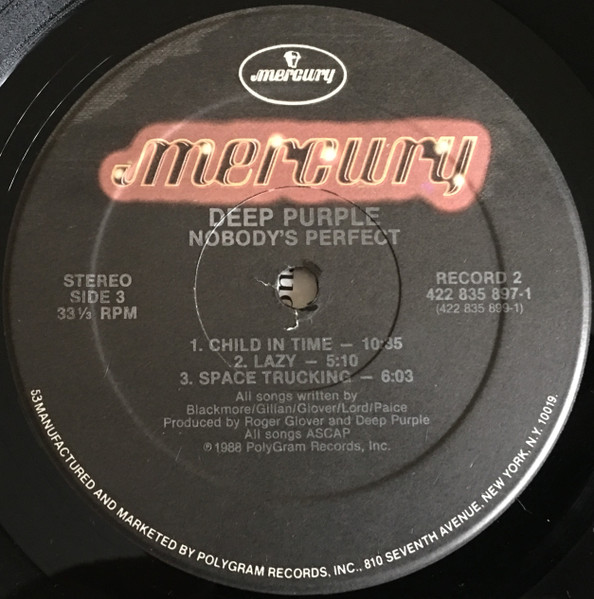 mercury
mercury
DEEP PURPLE
NOBODY'S PERFECT
STEREO
SIDE 3
33⅓ RPM
RECORD 2
422 835 897-1
(422 835 899-1)
1. CHILD IN TIME — 10:35
2. LAZY — 5:10
3. SPACE TRUCKING — 6:03
All songs written by
Blackmore/Gillan/Glover/Lord/Paice
Produced by Roger Glover and Deep Purple
All songs ASCAP
℗1988 PolyGram Records, Inc.
53 MANUFACTURED AND MARKETED BY POLYGRAM RECORDS, INC., 810 SEVENTH AVENUE, NEW YORK, N.Y. 10019.